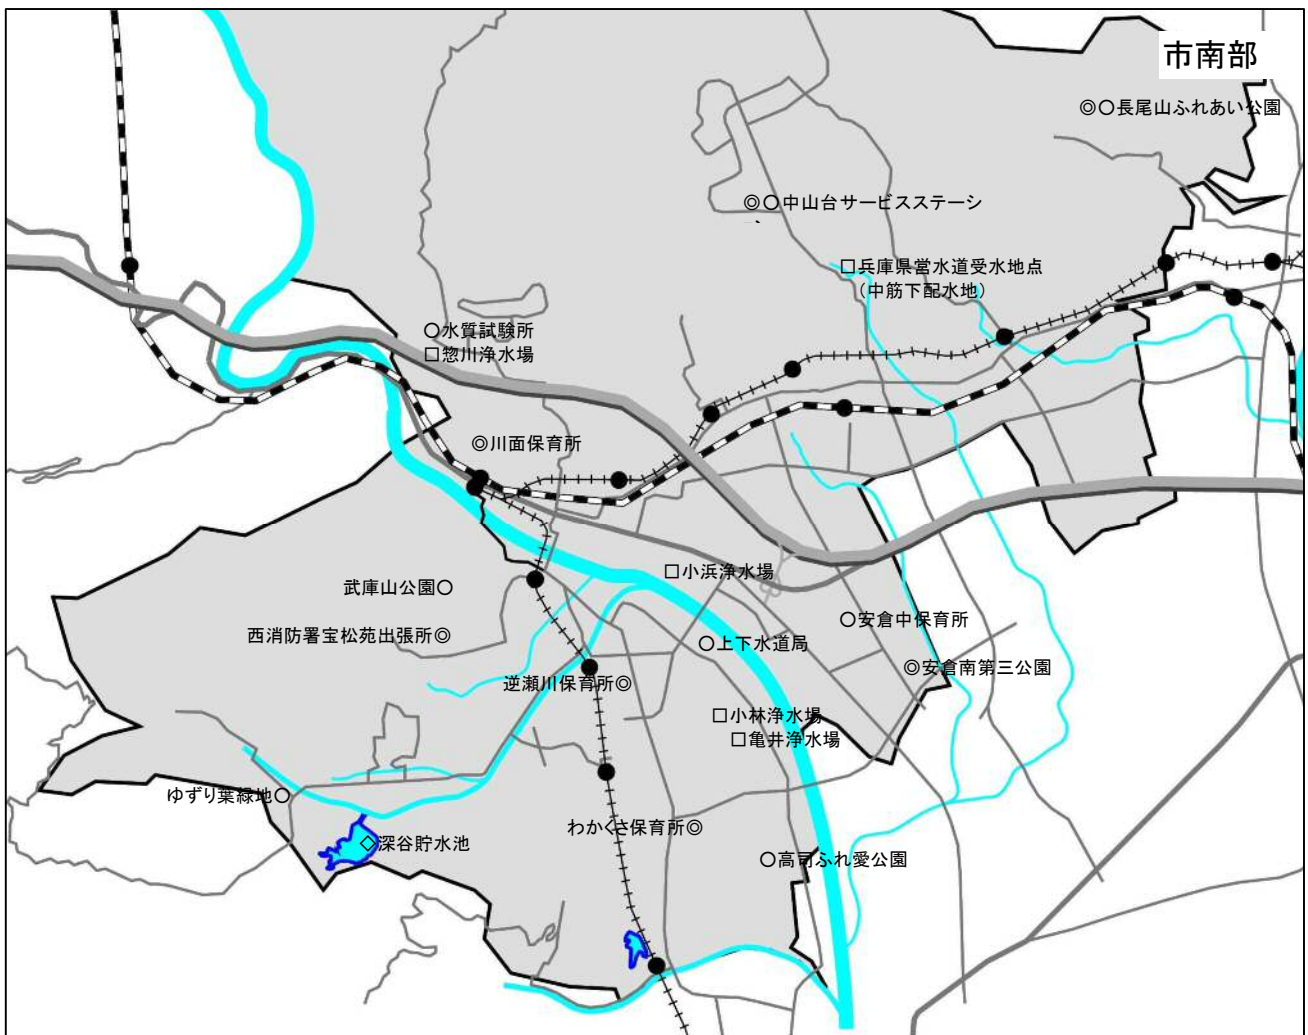 市南部
◎○長尾山ふれあい公園
◎○中山台サービスステーシ
□兵庫県営水道受水地点
（中筋下配水地）
○水質試験所
□惣川浄水場
◎川面保育所
□小浜浄水場
武庫山公園○
○安倉中保育所
西消防署宝松苑出張所◎
○上下水道局
◎安倉南第三公園
逆瀬川保育所◎
□小林浄水場
□亀井浄水場
ゆずり葉緑地○
わかくさ保育所◎
◇深谷貯水池
○高司ふれ愛公園